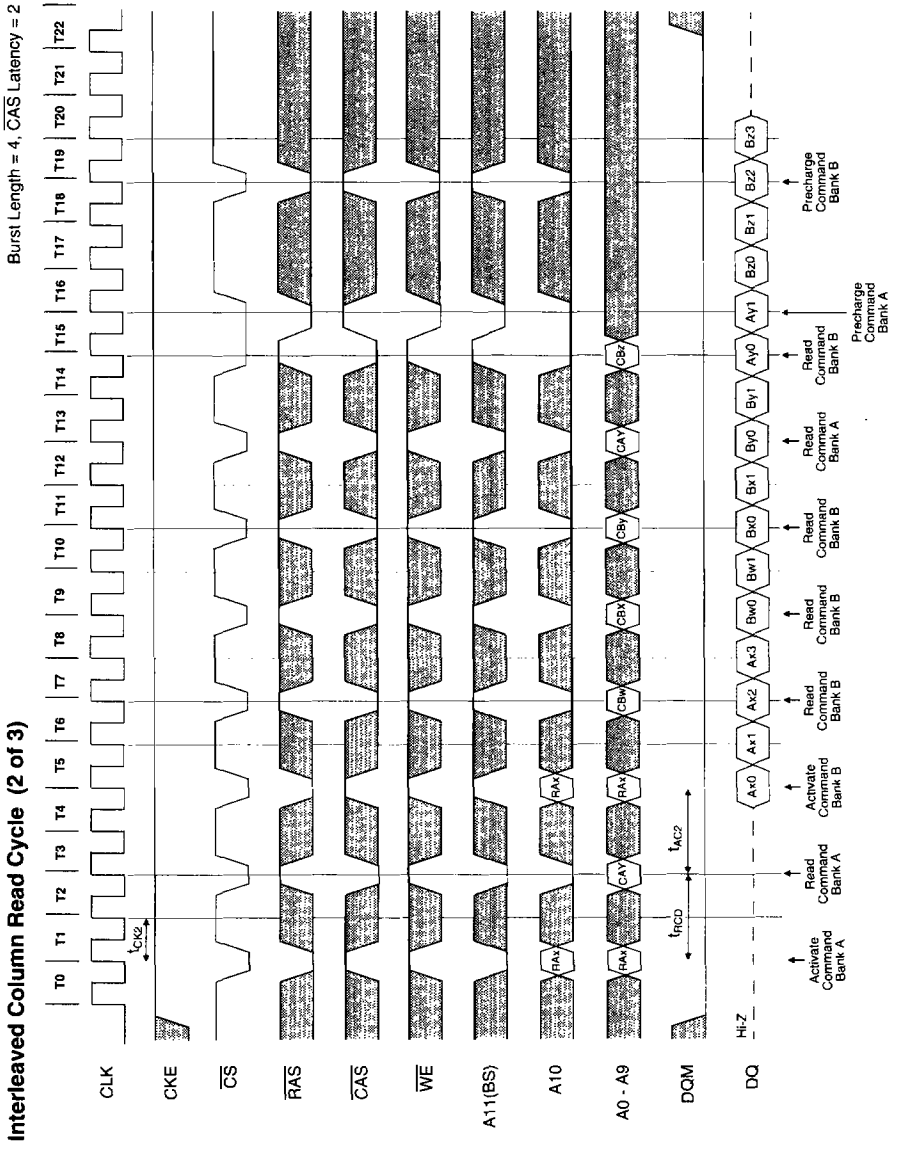 Interleaved Column Read Cycle (2 of 3)
Burst Length = 4, CAS Latency = 2
T0 T1 T2 T3 T4 T5 T6 T7 T8 T9 T10 T11 T12 T13 T14 T15 T16 T17 T18 T19 T20 T21 T22
CLK
tCK2
CKE
CS
RAS
CAS
WE
A11(BS)
A10
RAx RAx
A0 - A9
RAx CAY RAx CBw CBx CBy CAY CBz
DQM
tRCD tAC2
DQ
Hi-Z
Ax0 Ax1 Ax2 Ax3 Bw0 Bw1 Bx0 Bx1 By0 By1 Ay0 Ay1 Bz0 Bz1 Bz2 Bz3
Activate
Command
Bank A
Read
Command
Bank A
Activate
Command
Bank B
Read
Command
Bank B
Read
Command
Bank B
Read
Command
Bank B
Read
Command
Bank A
Read
Command
Bank B
Precharge
Command
Bank A
Precharge
Command
Bank B